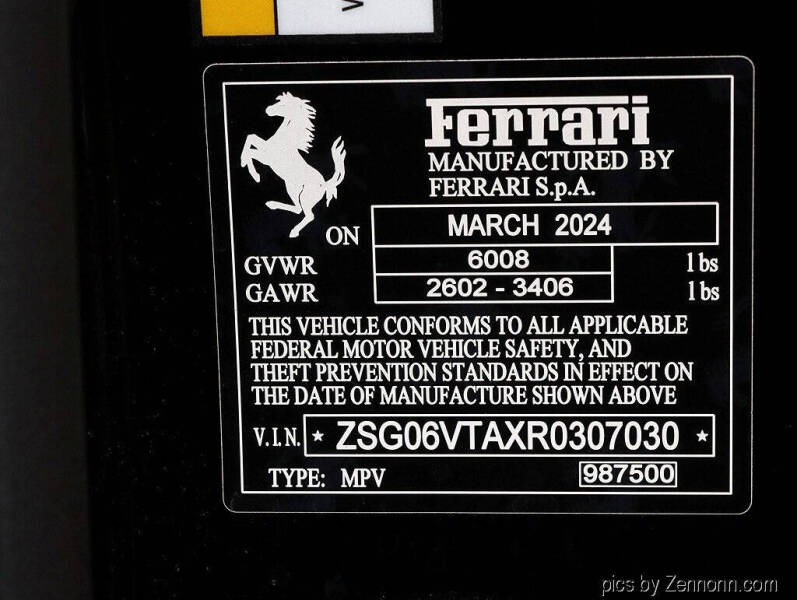 V
Ferrari
MANUFACTURED BY
FERRARI S.p.A.
ON MARCH 2024
GVWR 6008 lbs
GAWR 2602 - 3406 lbs
THIS VEHICLE CONFORMS TO ALL APPLICABLE
FEDERAL MOTOR VEHICLE SAFETY, AND
THEFT PREVENTION STANDARDS IN EFFECT ON
THE DATE OF MANUFACTURE SHOWN ABOVE
V.I.N. * ZSG06VTAXR0307030 *
TYPE: MPV 987500
pics by Zennonn.com